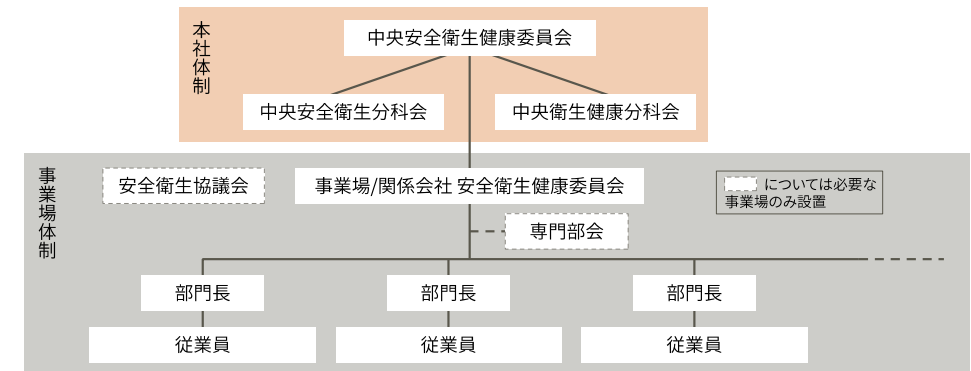 本社体制
中央安全衛生健康委員会
中央安全衛生分科会
中央衛生健康分科会
事業場体制
安全衛生協議会
事業場/関係会社 安全衛生健康委員会
については必要な
事業場のみ設置
専門部会
部門長
部門長
部門長
従業員
従業員
従業員